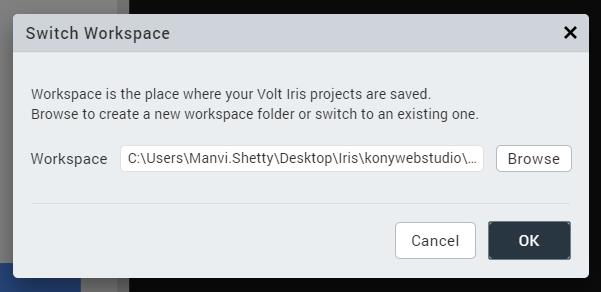 Switch Workspace
Workspace is the place where your Volt Iris projects are saved.
Browse to create a new workspace folder or switch to an existing one.
Workspace C:\Users\Manvi.Shetty\Desktop\Iris\konywebstudio\... Browse
Cancel OK